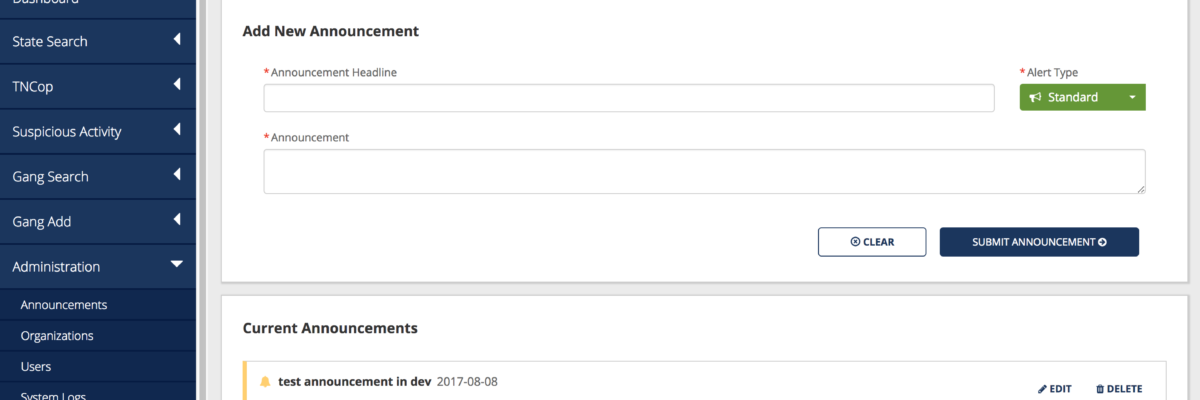 Dashboard
State Search
TNCop
Suspicious Activity
Gang Search
Gang Add
Administration
Announcements
Organizations
Users
System Logs
Add New Announcement
*Announcement Headline
*Alert Type
Standard
*Announcement
CLEAR
SUBMIT ANNOUNCEMENT
Current Announcements
test announcement in dev 2017-08-08
EDIT
DELETE